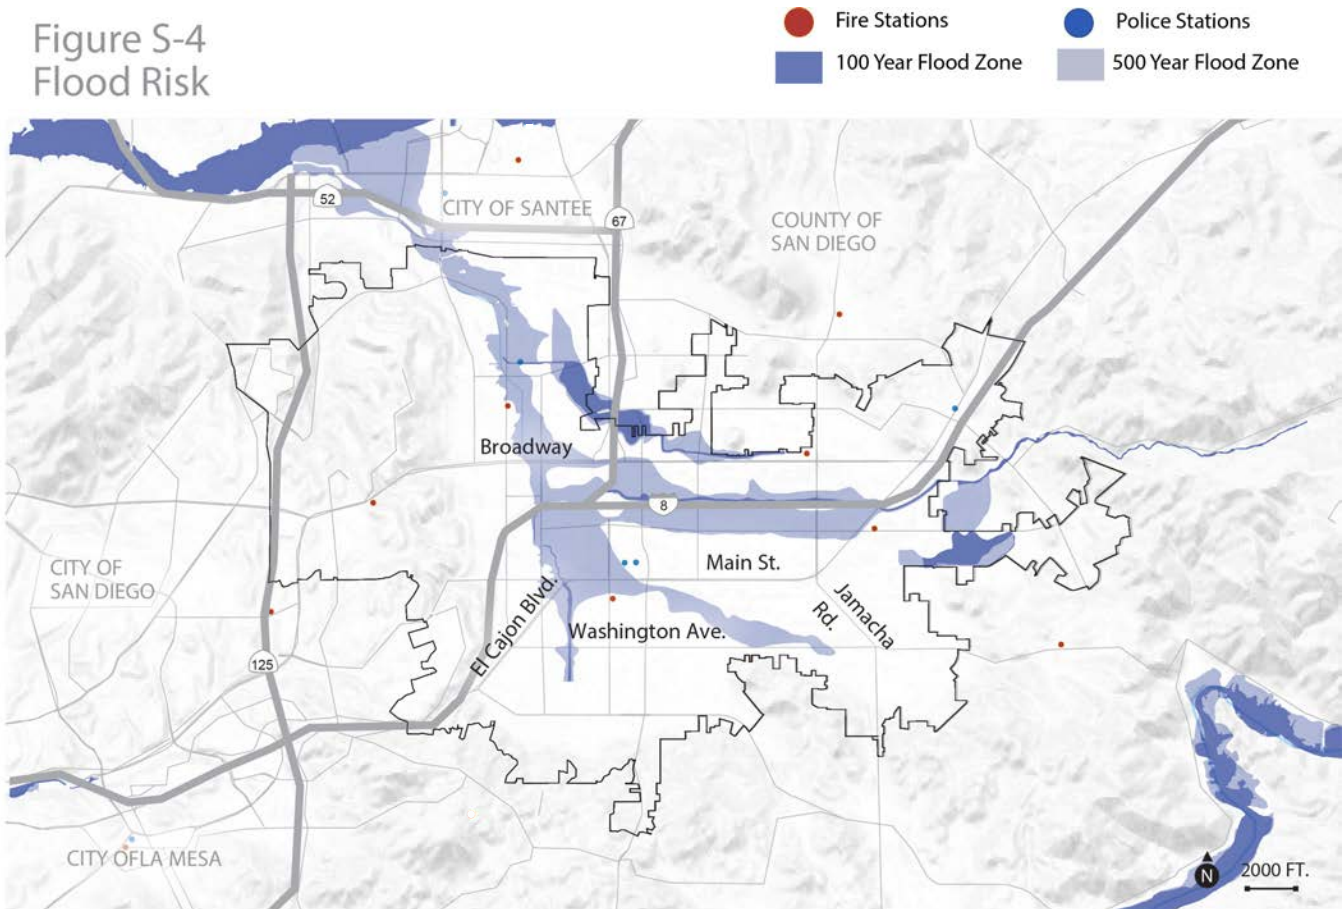 Figure S-4
Flood Risk
Fire Stations
Police Stations
100 Year Flood Zone
500 Year Flood Zone
52
CITY OF SANTEE
67
COUNTY OF
SAN DIEGO
Broadway
8
CITY OF
SAN DIEGO
Main St.
El Cajon Blvd.
Jamacha
Rd.
Washington Ave.
125
CITY OFLA MESA
N
2000 FT.